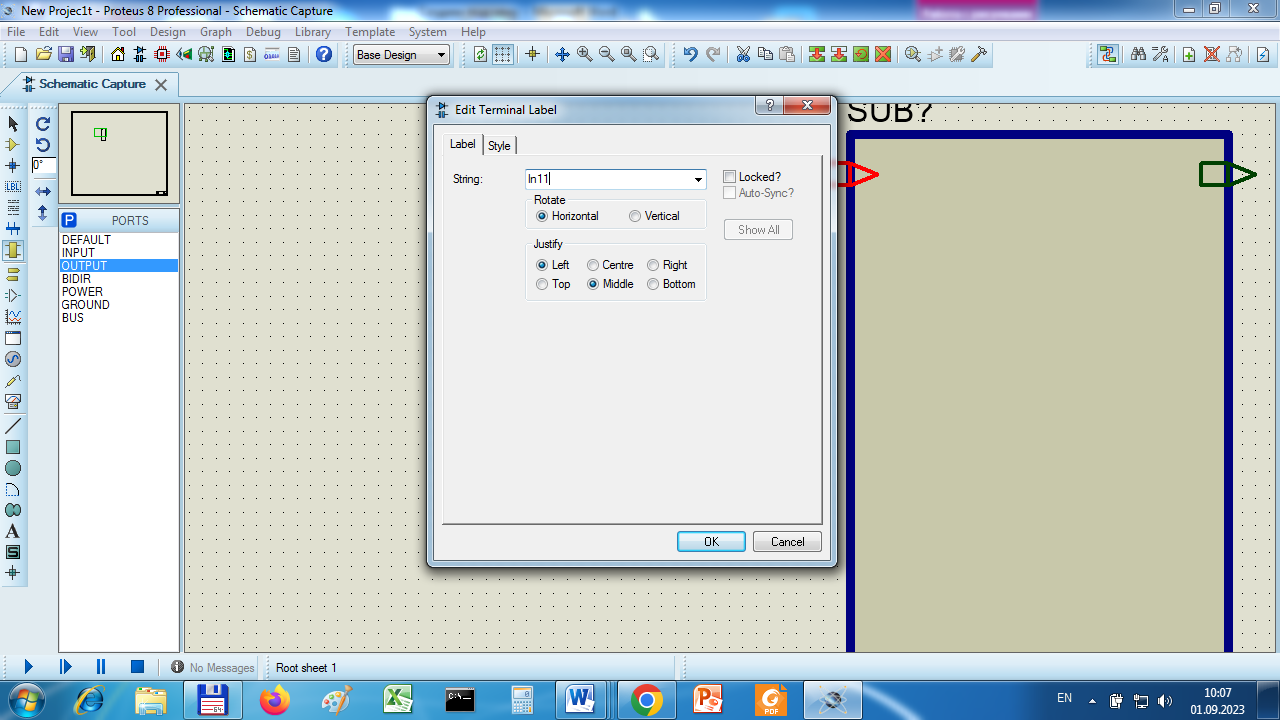 New Projec1t - Proteus 8 Professional - Schematic Capture
File Edit View Tool Design Graph Debug Library Template System Help
Base Design
Schematic Capture
SUB?
Edit Terminal Label
Label Style
String: In11 Locked?
Auto-Sync?
Rotate
Horizontal Vertical
Show All
Justify
Left Centre Right
Top Middle Bottom
OK Cancel
0°
P PORTS
DEFAULT
INPUT
OUTPUT
BIDIR
POWER
GROUND
BUS
LBL
A
S
No Messages Root sheet 1
64
C:\_
W
P
G
PDF
EN
10:07
01.09.2023